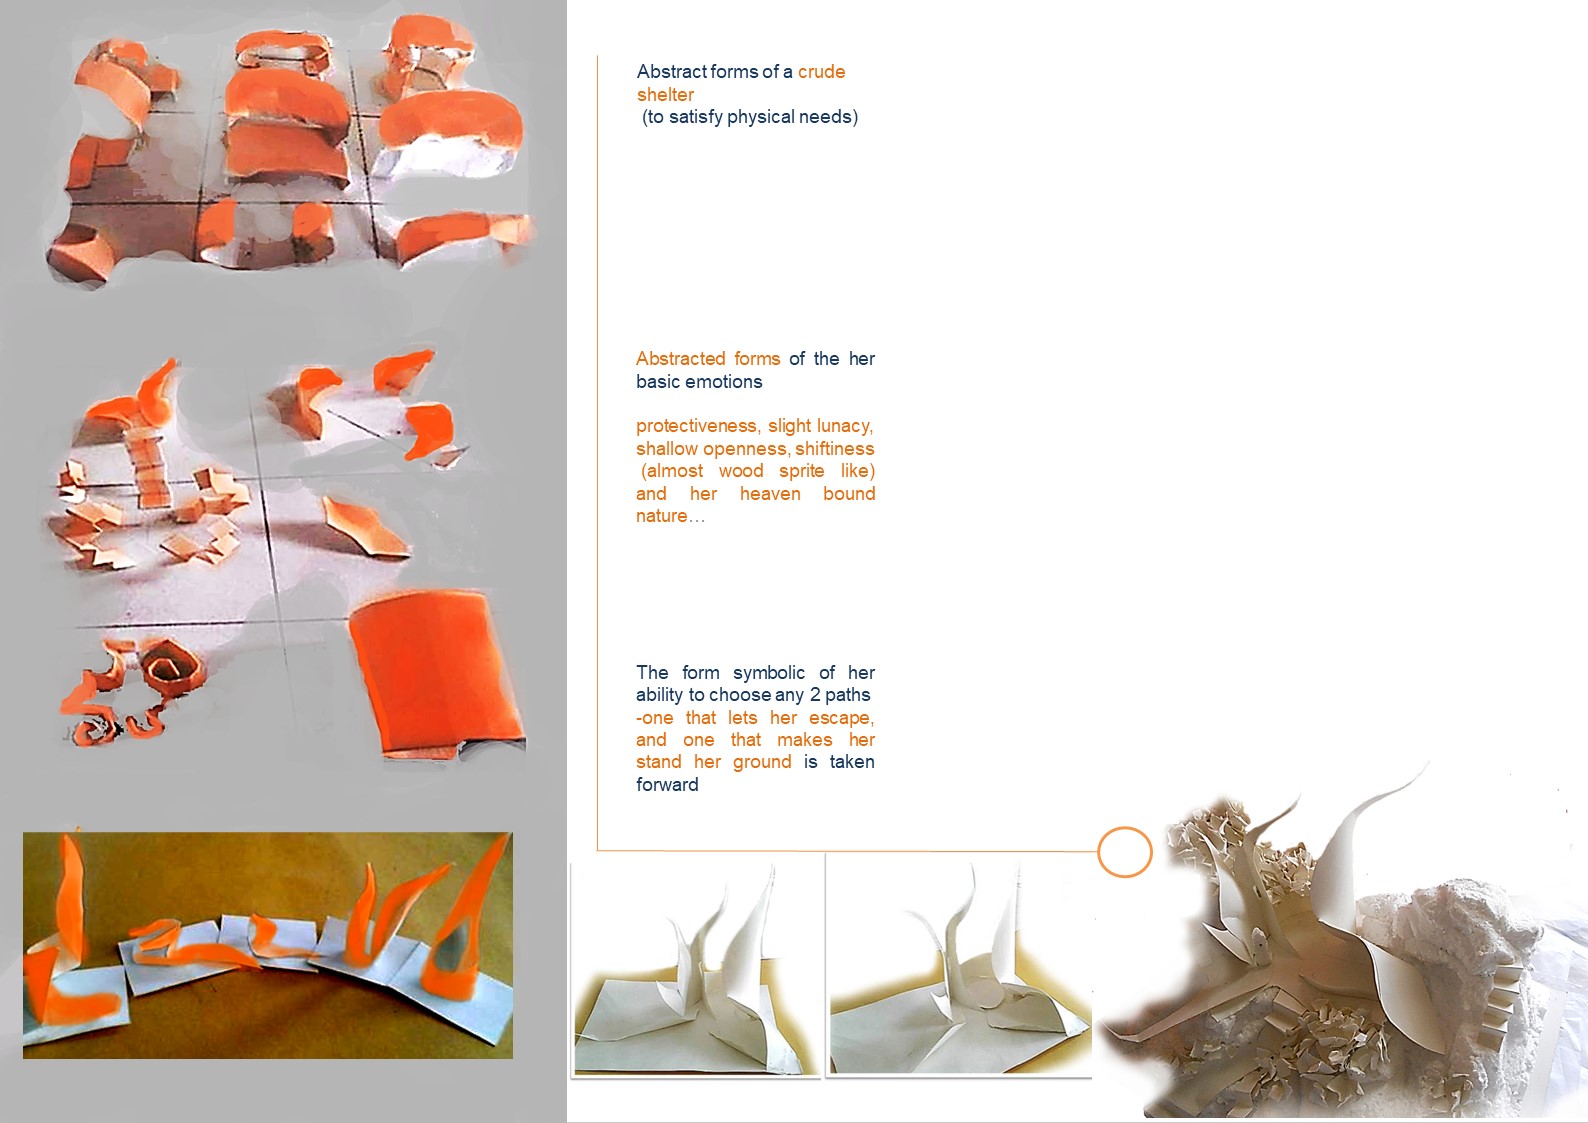 Abstract forms of a crude
shelter
(to satisfy physical needs)
Abstracted forms of the her
basic emotions
protectiveness, slight lunacy,
shallow openness, shiftiness
(almost wood sprite like)
and her heaven bound
nature…
The form symbolic of her
ability to choose any 2 paths
-one that lets her escape,
and one that makes her
stand her ground is taken
forward